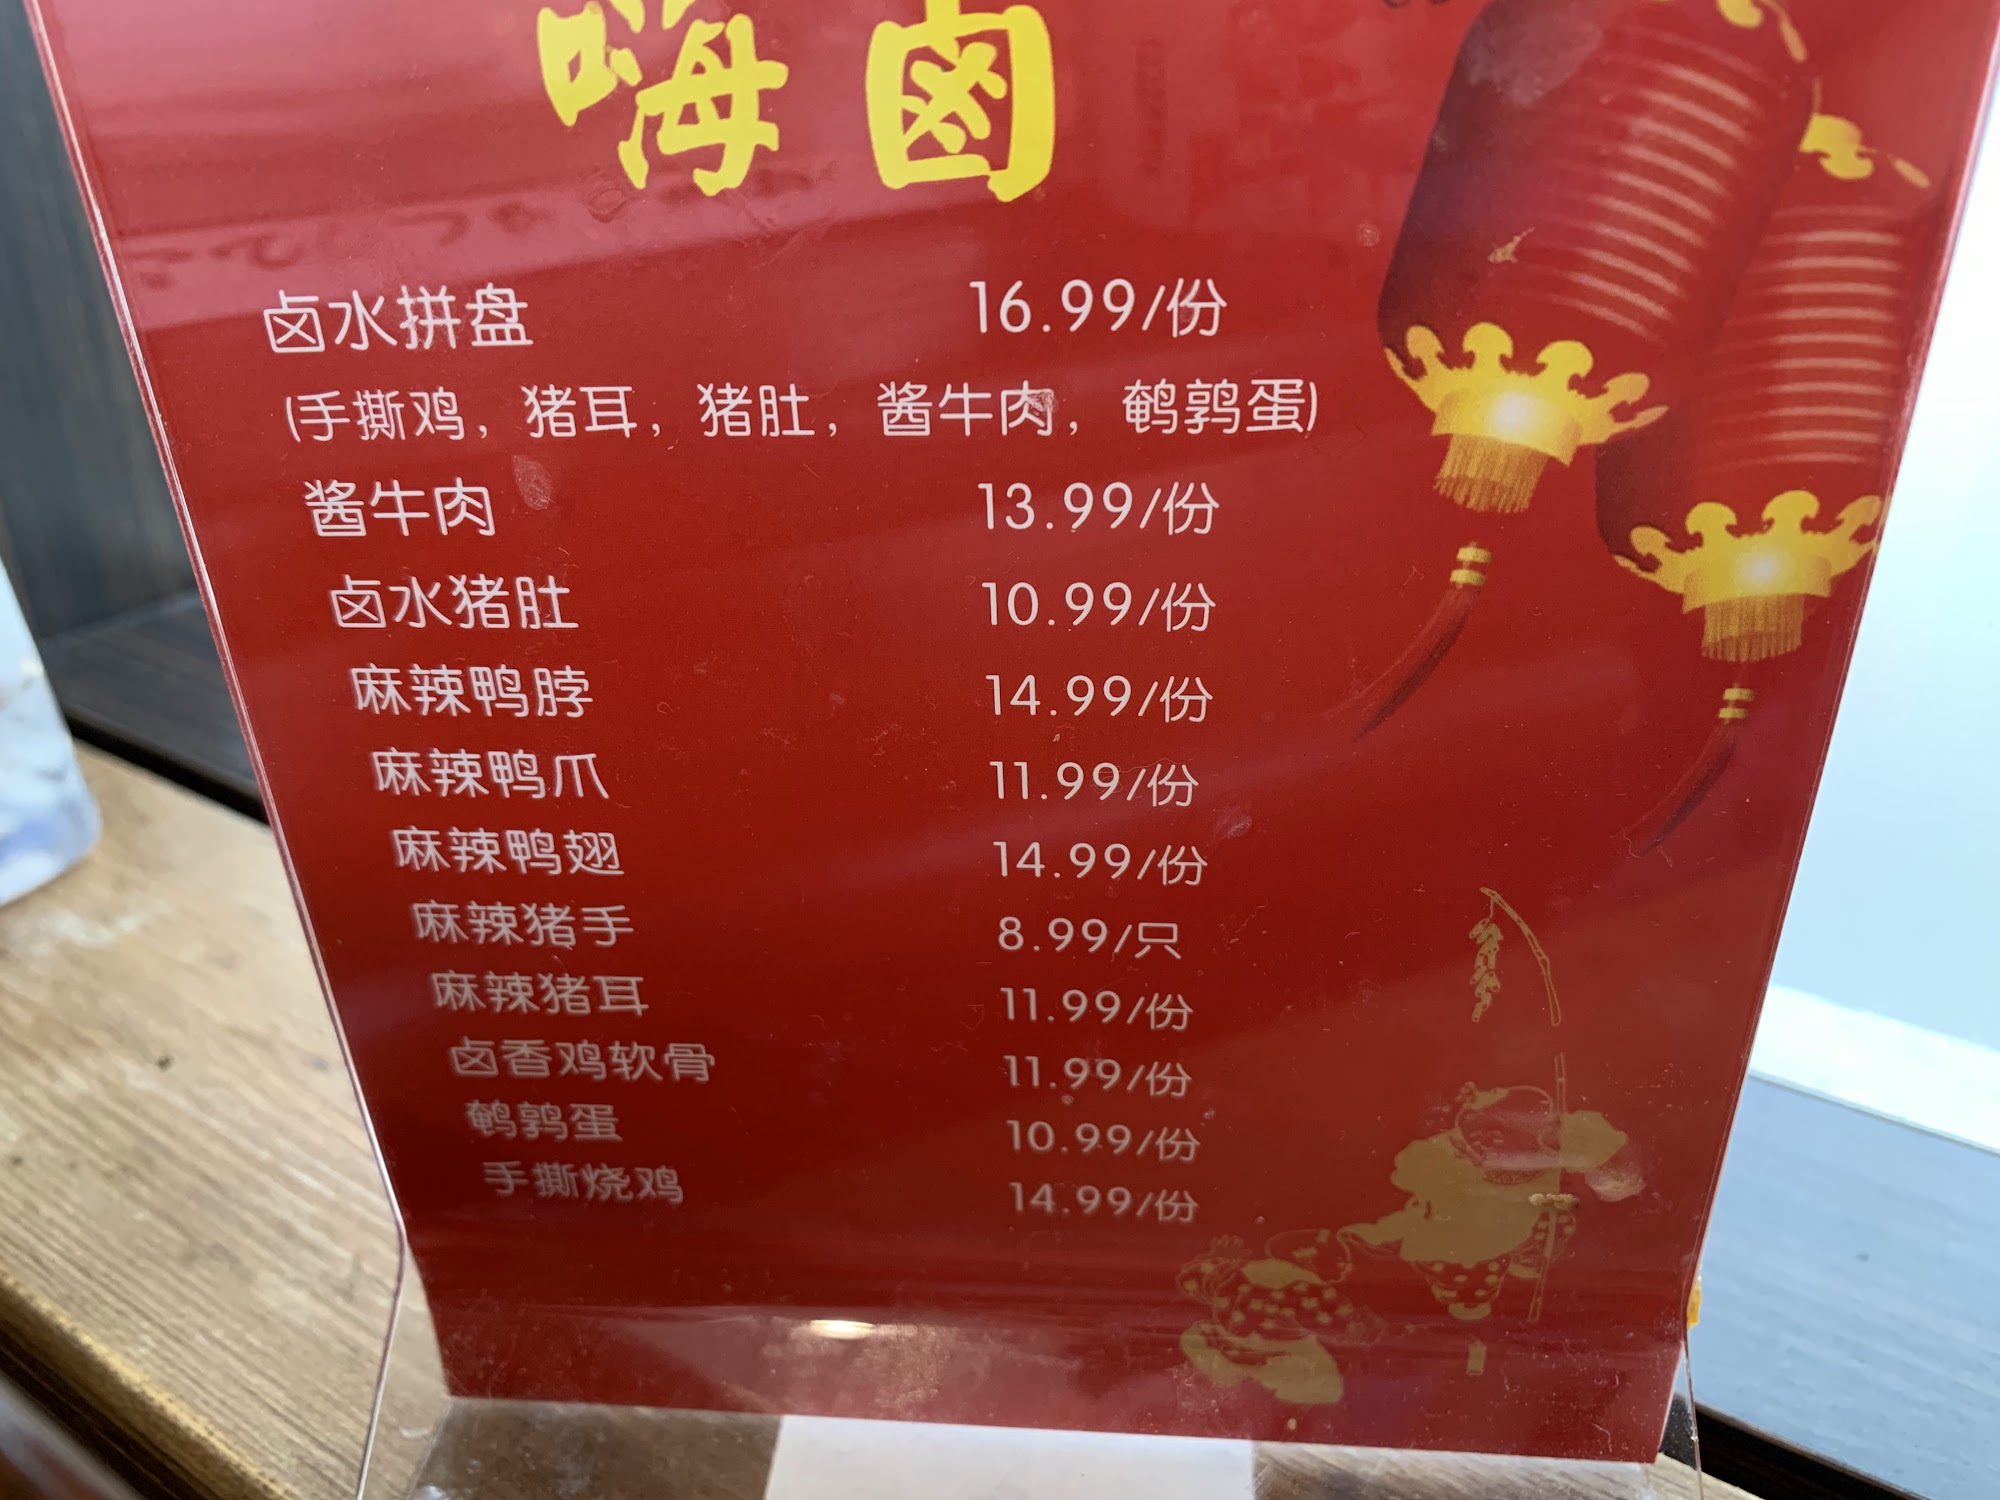 嗨卤
卤水拼盘 16.99/份
(手撕鸡，猪耳，猪肚，酱牛肉，鹌鹑蛋)
酱牛肉 13.99/份
卤水猪肚 10.99/份
麻辣鸭脖 14.99/份
麻辣鸭爪 11.99/份
麻辣鸭翅 14.99/份
麻辣猪手 8.99/只
麻辣猪耳 11.99/份
卤香鸡软骨 11.99/份
鹌鹑蛋 10.99/份
手撕烧鸡 14.99/份